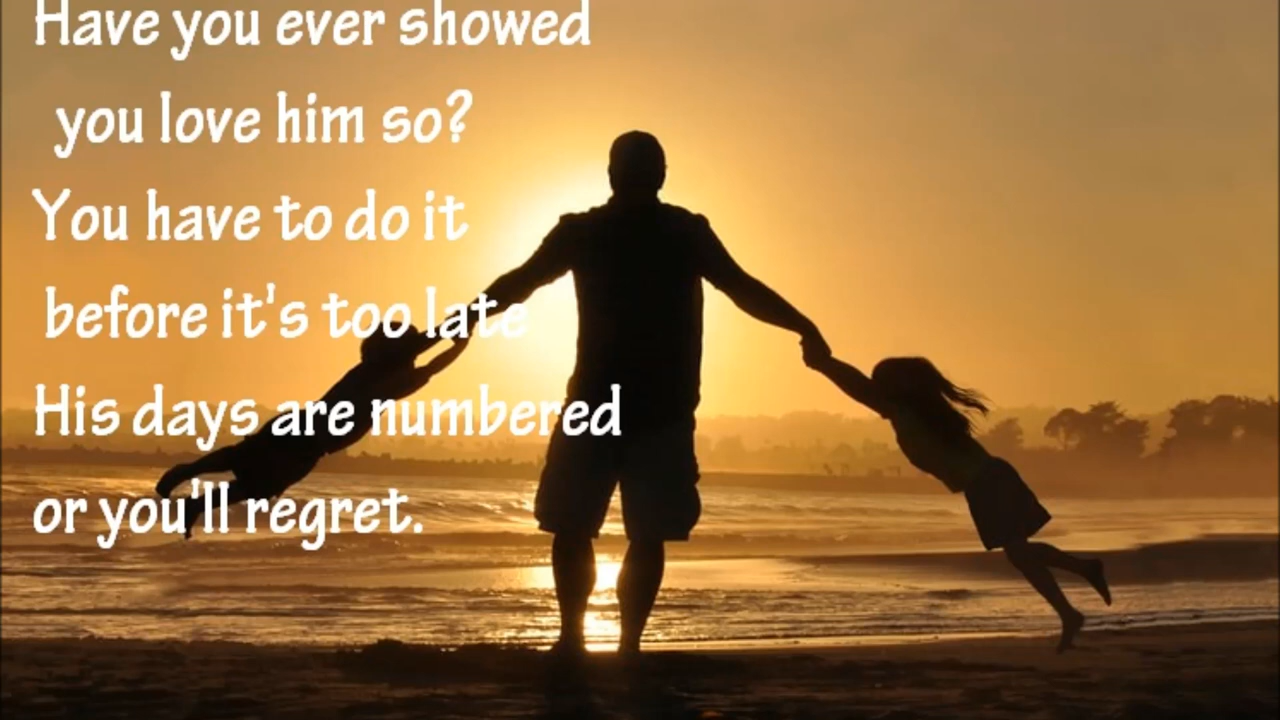 Have you ever showed
you love him so?
You have to do it
before it's too late
His days are numbered
or you'll regret.